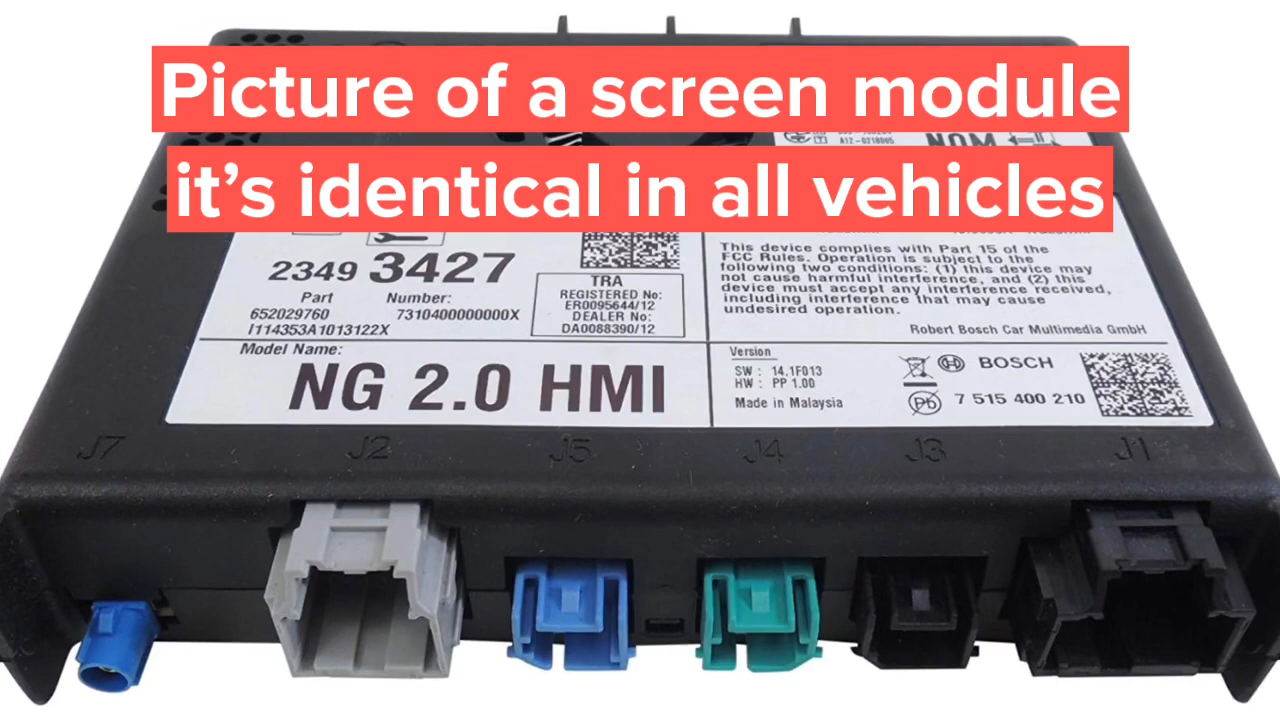 Picture of a screen module
it’s identical in all vehicles
A12-0218005
NOM
2349 3427
Part Number:
652029760 7310400000000X
I114353A1013122X
TRA
REGISTERED No:
ER0095644/12
DEALER No:
DA0088390/12
This device complies with Part 15 of the
FCC Rules. Operation is subject to the
following two conditions: (1) this device may
not cause harmful interference, and (2) this
device must accept any interference received,
including interference that may cause
undesired operation.
Robert Bosch Car Multimedia GmbH
Model Name:
NG 2.0 HMI
Version
SW : 14.1F013
HW : PP 1.00
Made in Malaysia
BOSCH
Pb
7 515 400 210
J7 J2 J5 J4 J3 J1